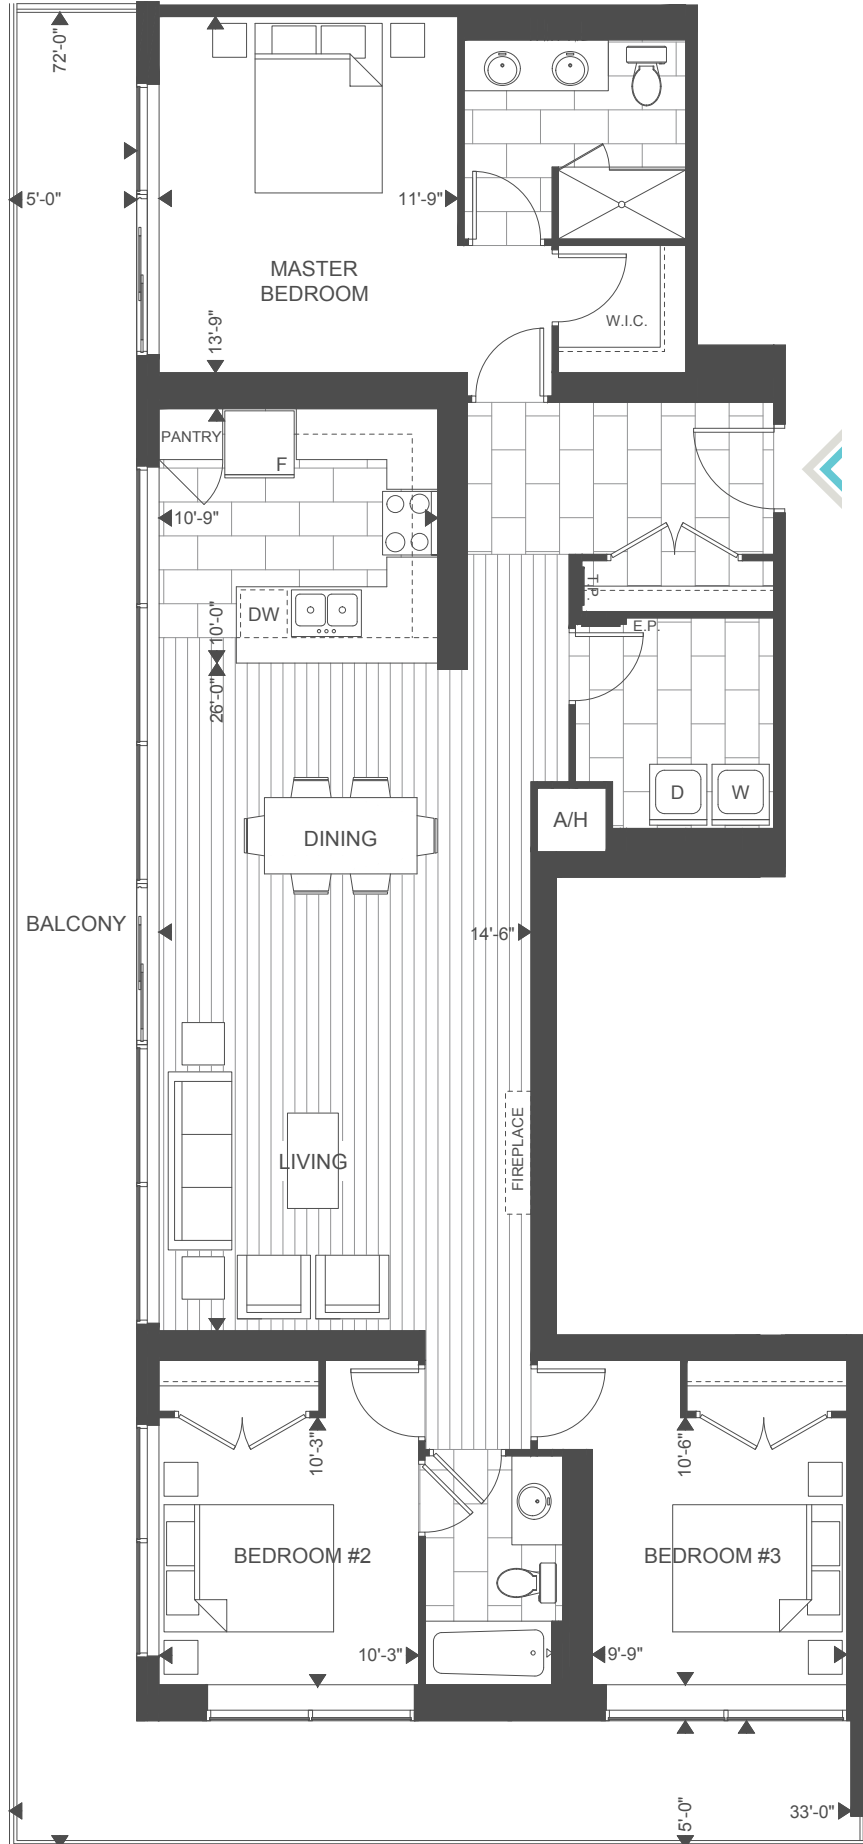 72'-0"
5'-0"
11'-9"
MASTER
BEDROOM
13'-9"
W.I.C.
PANTRY
F
10'-9"
T.P.
DW
10'-0"
E.P.
26'-0"
D
W
A/H
DINING
BALCONY
14'-6"
FIREPLACE
LIVING
10'-3"
10'-6"
BEDROOM #2
BEDROOM #3
10'-3"
9'-9"
5'-0"
33'-0"